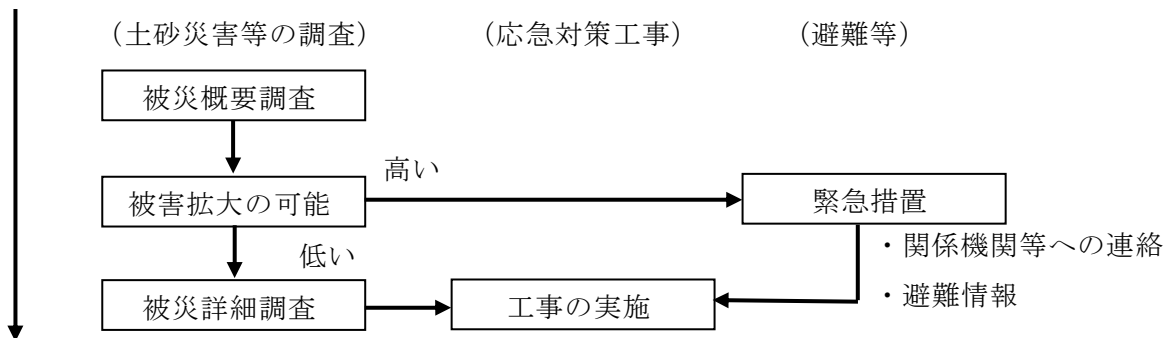 (土砂災害等の調査)
(応急対策工事)
(避難等)
被災概要調査
高い
被害拡大の可能
緊急措置
低い
・関係機関等への連絡
・避難情報
被災詳細調査
工事の実施